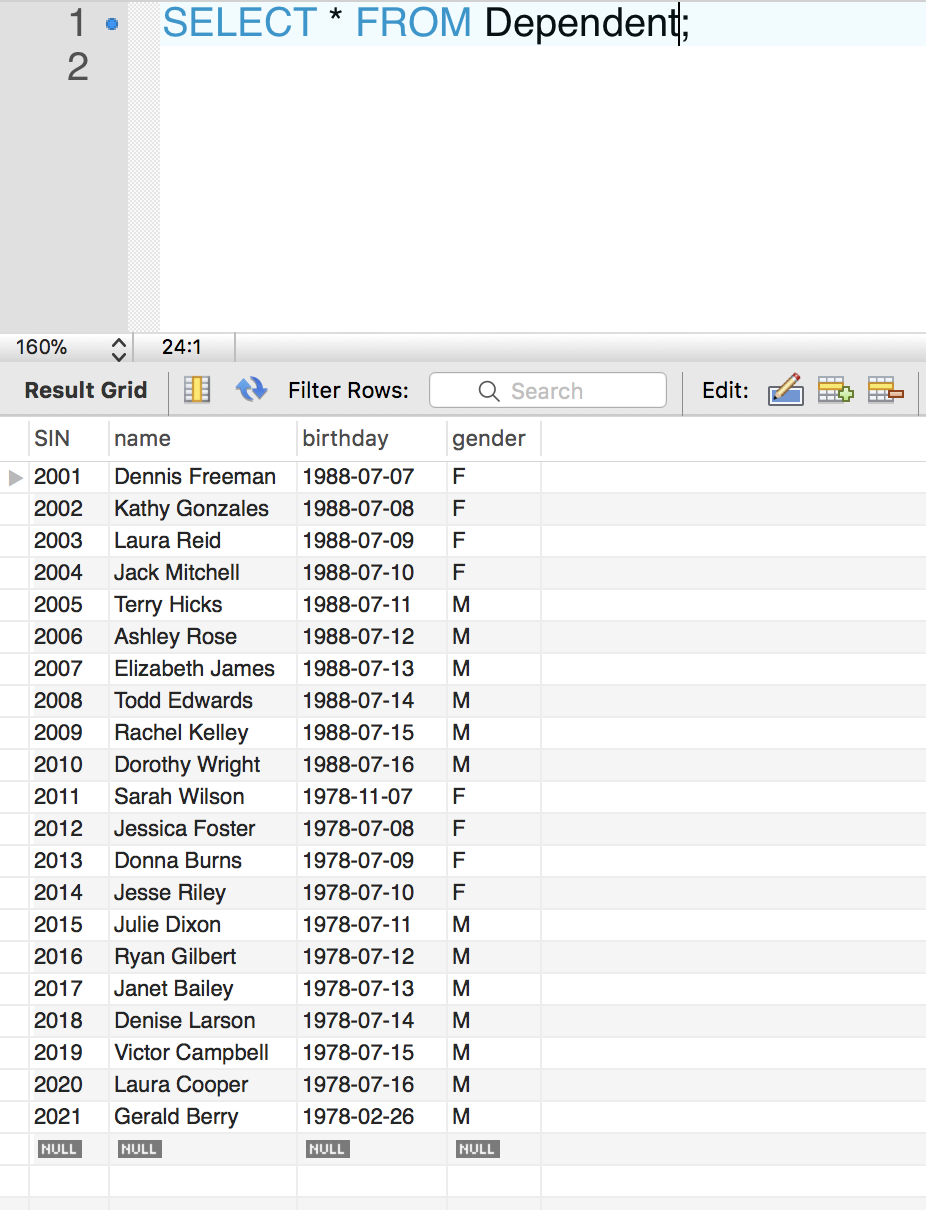 1 SELECT * FROM Dependent;
2
160% 24:1
Result Grid Filter Rows: Search Edit:
SIN name birthday gender
2001 Dennis Freeman 1988-07-07 F
2002 Kathy Gonzales 1988-07-08 F
2003 Laura Reid 1988-07-09 F
2004 Jack Mitchell 1988-07-10 F
2005 Terry Hicks 1988-07-11 M
2006 Ashley Rose 1988-07-12 M
2007 Elizabeth James 1988-07-13 M
2008 Todd Edwards 1988-07-14 M
2009 Rachel Kelley 1988-07-15 M
2010 Dorothy Wright 1988-07-16 M
2011 Sarah Wilson 1978-11-07 F
2012 Jessica Foster 1978-07-08 F
2013 Donna Burns 1978-07-09 F
2014 Jesse Riley 1978-07-10 F
2015 Julie Dixon 1978-07-11 M
2016 Ryan Gilbert 1978-07-12 M
2017 Janet Bailey 1978-07-13 M
2018 Denise Larson 1978-07-14 M
2019 Victor Campbell 1978-07-15 M
2020 Laura Cooper 1978-07-16 M
2021 Gerald Berry 1978-02-26 M
NULL NULL NULL NULL